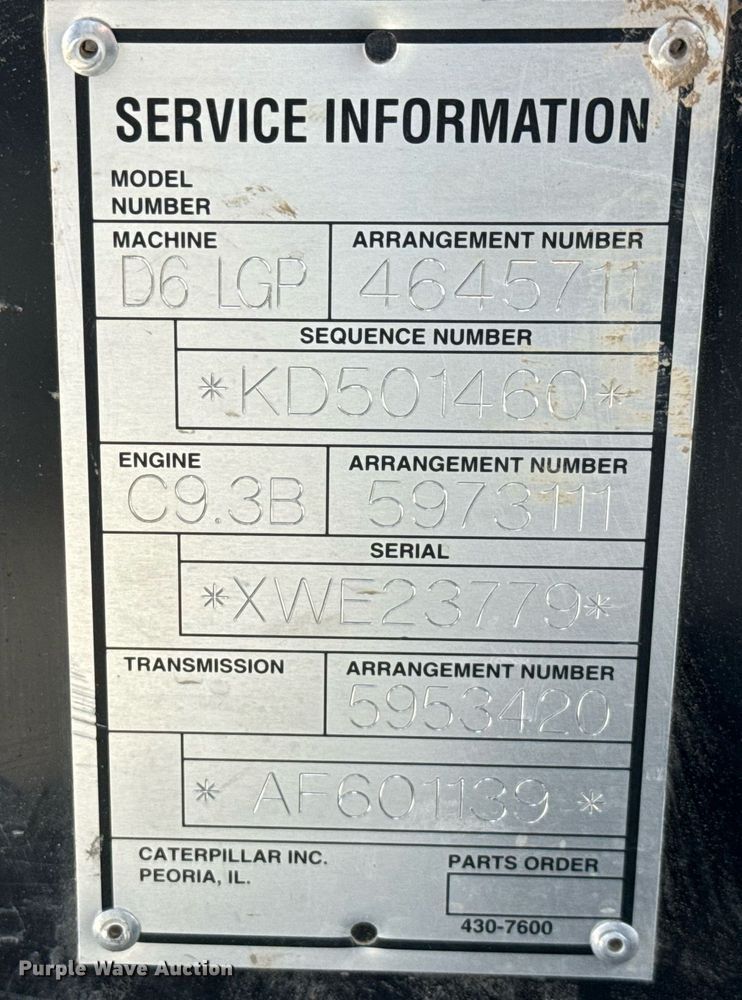 SERVICE INFORMATION
MODEL
NUMBER
MACHINE
ARRANGEMENT NUMBER
D6 LGP
4645711
SEQUENCE NUMBER
*KD501460*
ENGINE
ARRANGEMENT NUMBER
C9.3B
5973111
SERIAL
*XWE23779*
TRANSMISSION
ARRANGEMENT NUMBER
5953420
* AF601139 *
CATERPILLAR INC.
PEORIA, IL.
PARTS ORDER
430-7600
Purple Wave Auction